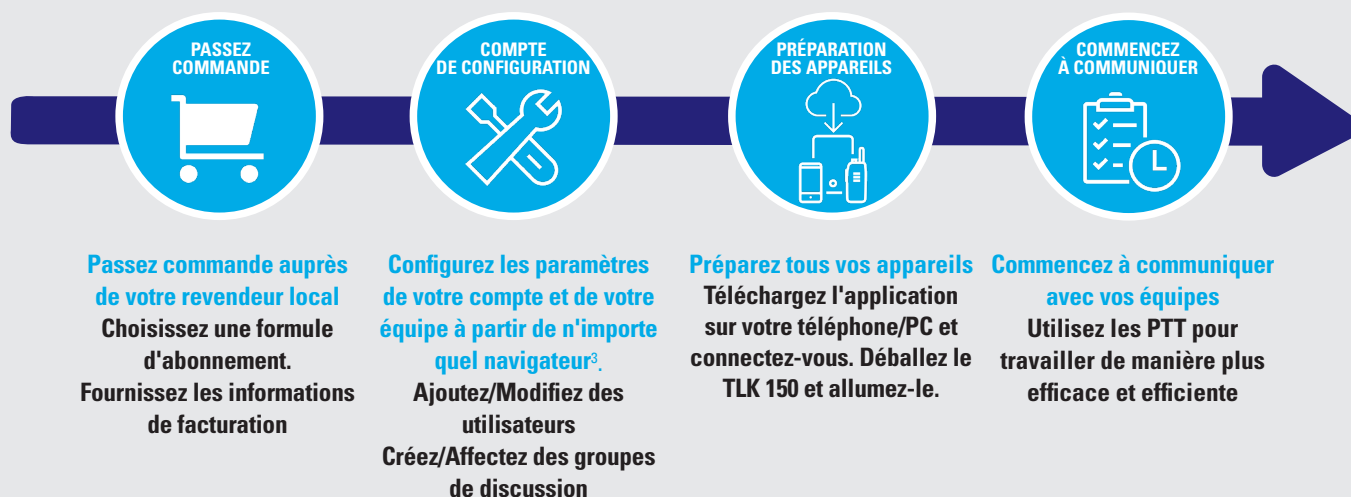 PASSEZ
COMMANDE
COMPTE
DE CONFIGURATION
PRÉPARATION
DES APPAREILS
COMMENCEZ
À COMMUNIQUER
Passez commande auprès
de votre revendeur local
Choisissez une formule
d'abonnement.
Fournissez les informations
de facturation
Configurez les paramètres
de votre compte et de votre
équipe à partir de n'importe
quel navigateur³.
Ajoutez/Modifiez des
utilisateurs
Créez/Affectez des groupes
de discussion
Préparez tous vos appareils
Téléchargez l'application
sur votre téléphone/PC et
connectez-vous. Déballez le
TLK 150 et allumez-le.
Commencez à communiquer
avec vos équipes
Utilisez les PTT pour
travailler de manière plus
efficace et efficiente